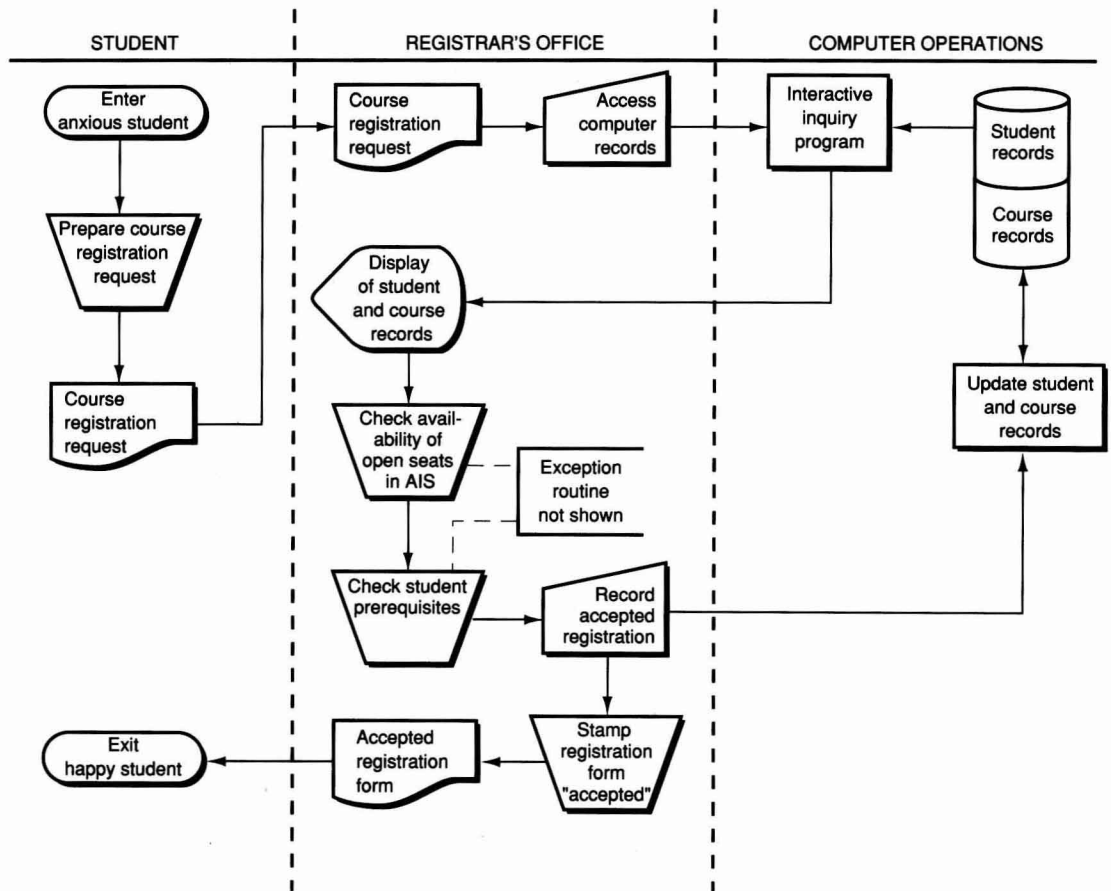 STUDENT
REGISTRAR'S OFFICE
COMPUTER OPERATIONS
Enter
anxious student
Prepare course
registration
request
Course
registration
request
Course
registration
request
Access
computer
records
Interactive
inquiry
program
Student
records
Course
records
Display
of student
and course
records
Check avail-
ability of
open seats
in AIS
Exception
routine
not shown
Check student
prerequisites
Record
accepted
registration
Update student
and course
records
Stamp
registration
form
"accepted"
Accepted
registration
form
Exit
happy student